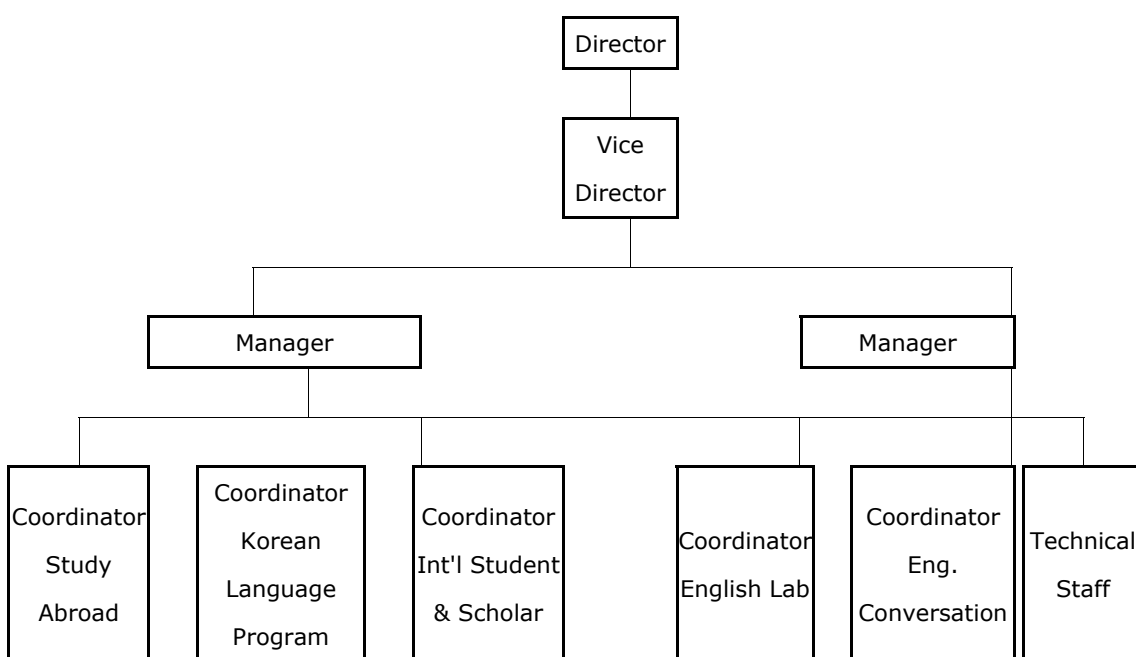 Director
Vice
Director
Manager
Manager
Coordinator
Study
Abroad
Coordinator
Korean
Language
Program
Coordinator
Int'l Student
& Scholar
Coordinator
English Lab
Coordinator
Eng.
Conversation
Technical
Staff